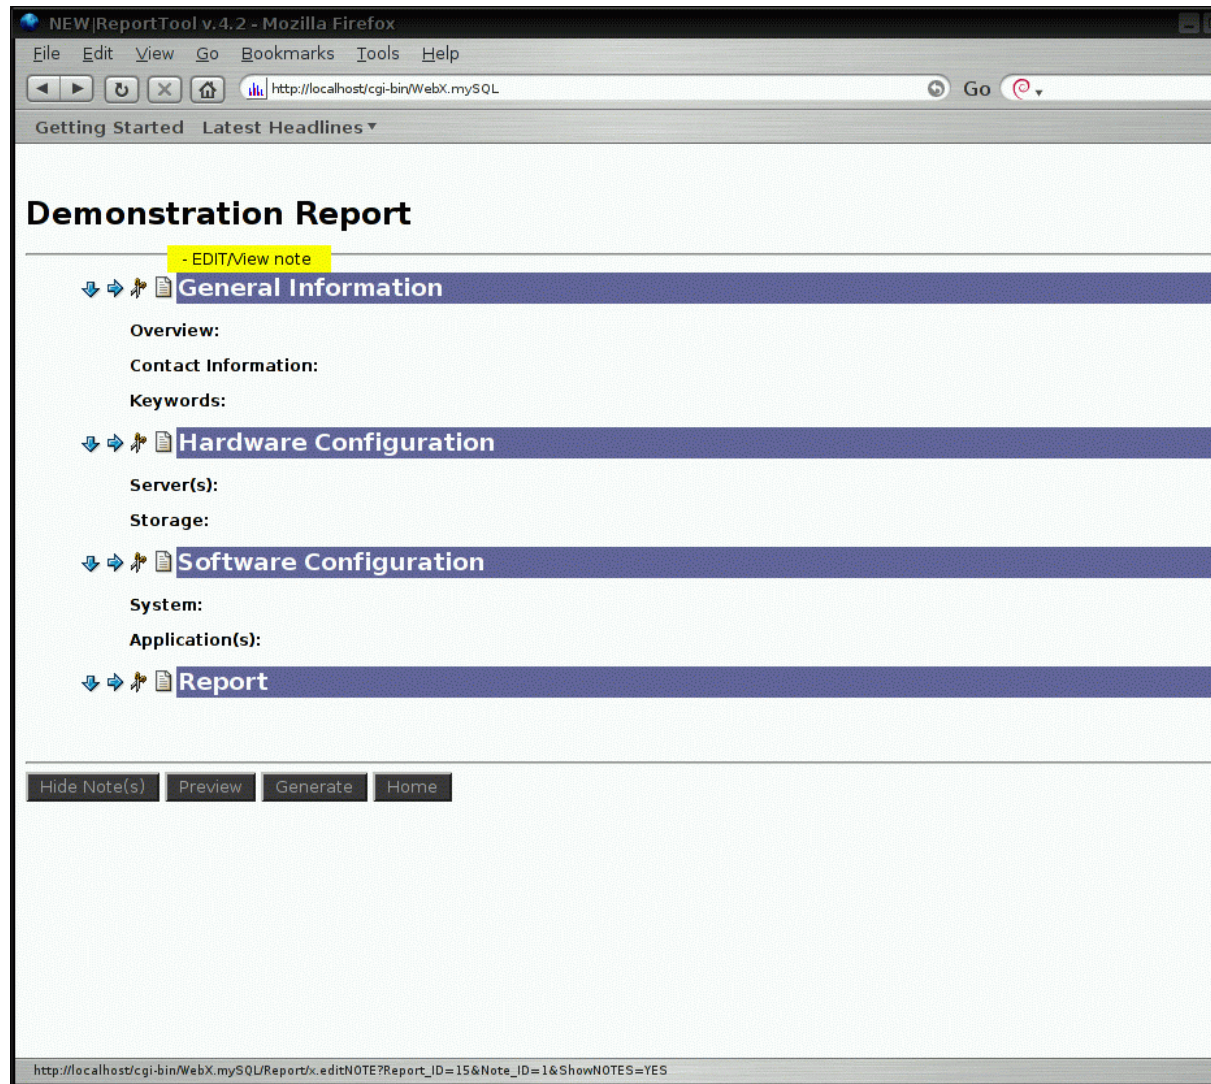 NEW|ReportTool v.4.2 - Mozilla Firefox
File Edit View Go Bookmarks Tools Help
http://localhost/cgi-bin/WebX.mySQL Go
Getting Started Latest Headlines
Demonstration Report
- EDIT/View note
General Information
Overview:
Contact Information:
Keywords:
Hardware Configuration
Server(s):
Storage:
Software Configuration
System:
Application(s):
Report
Hide Note(s) Preview Generate Home
http://localhost/cgi-bin/WebX.mySQL/Report/x.editNOTE?Report_ID=15&Note_ID=1&ShowNOTES=YES